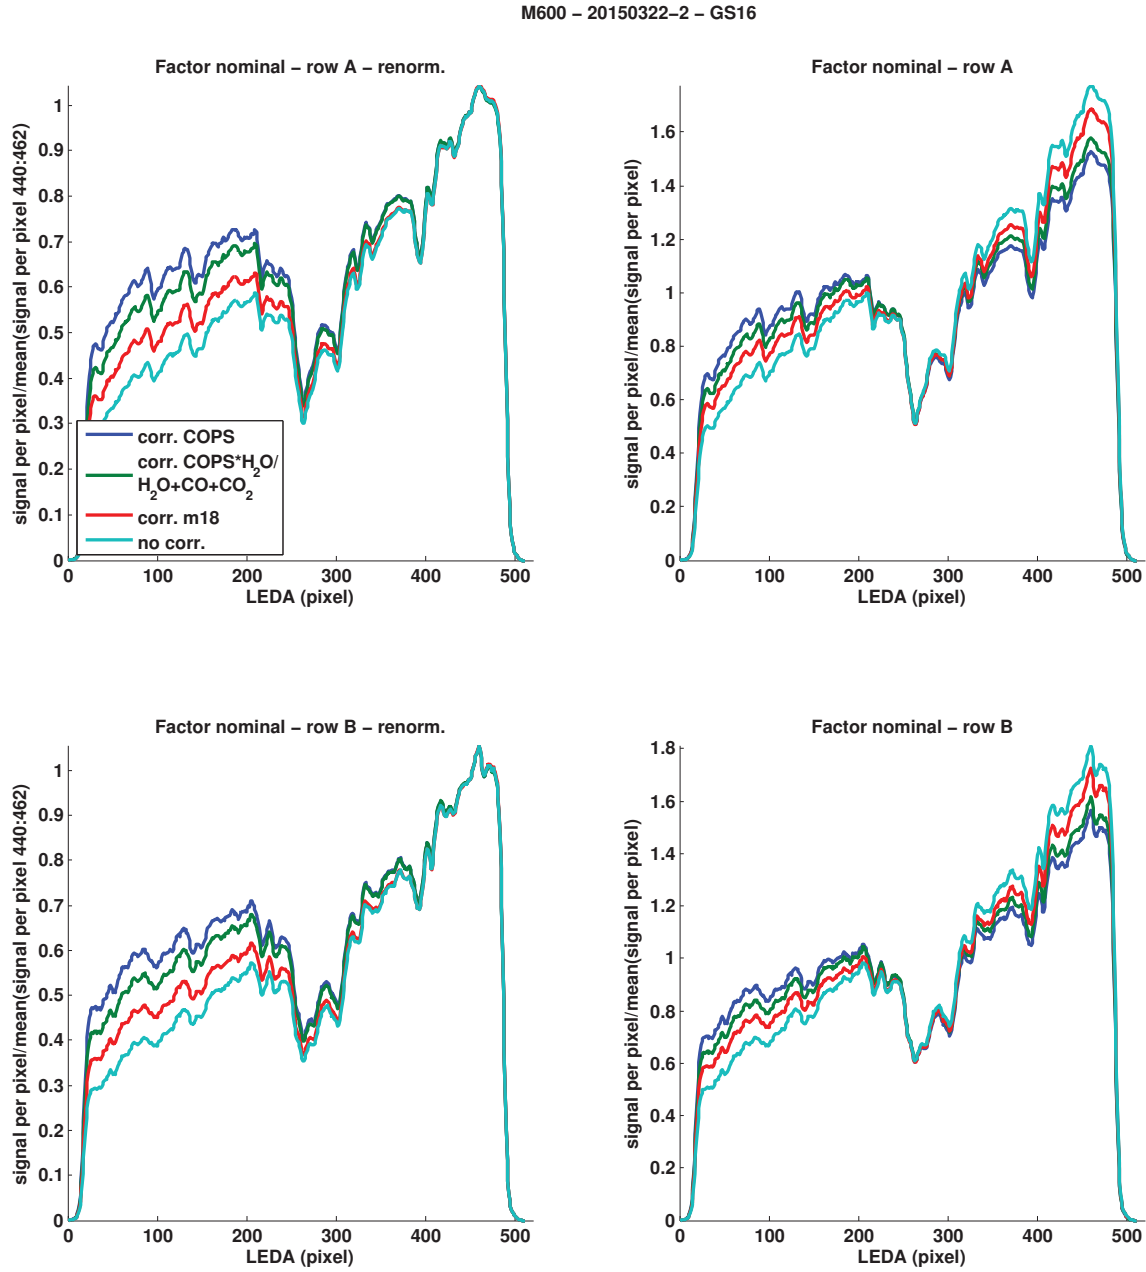 M600 − 20150322−2 − GS16
Factor nominal − row A − renorm.
signal per pixel/mean(signal per pixel 440:462)
1
0.9
0.8
0.7
0.6
0.5
0.4
0.3
0.2
0.1
0
corr. COPS
corr. COPS*H2O/
H2O+CO+CO2
corr. m18
no corr.
0 100 200 300 400 500
LEDA (pixel)
Factor nominal − row A
signal per pixel/mean(signal per pixel)
1.6
1.4
1.2
1
0.8
0.6
0.4
0.2
0
0 100 200 300 400 500
LEDA (pixel)
Factor nominal − row B − renorm.
signal per pixel/mean(signal per pixel 440:462)
1
0.9
0.8
0.7
0.6
0.5
0.4
0.3
0.2
0.1
0
0 100 200 300 400 500
LEDA (pixel)
Factor nominal − row B
signal per pixel/mean(signal per pixel)
1.8
1.6
1.4
1.2
1
0.8
0.6
0.4
0.2
0
0 100 200 300 400 500
LEDA (pixel)